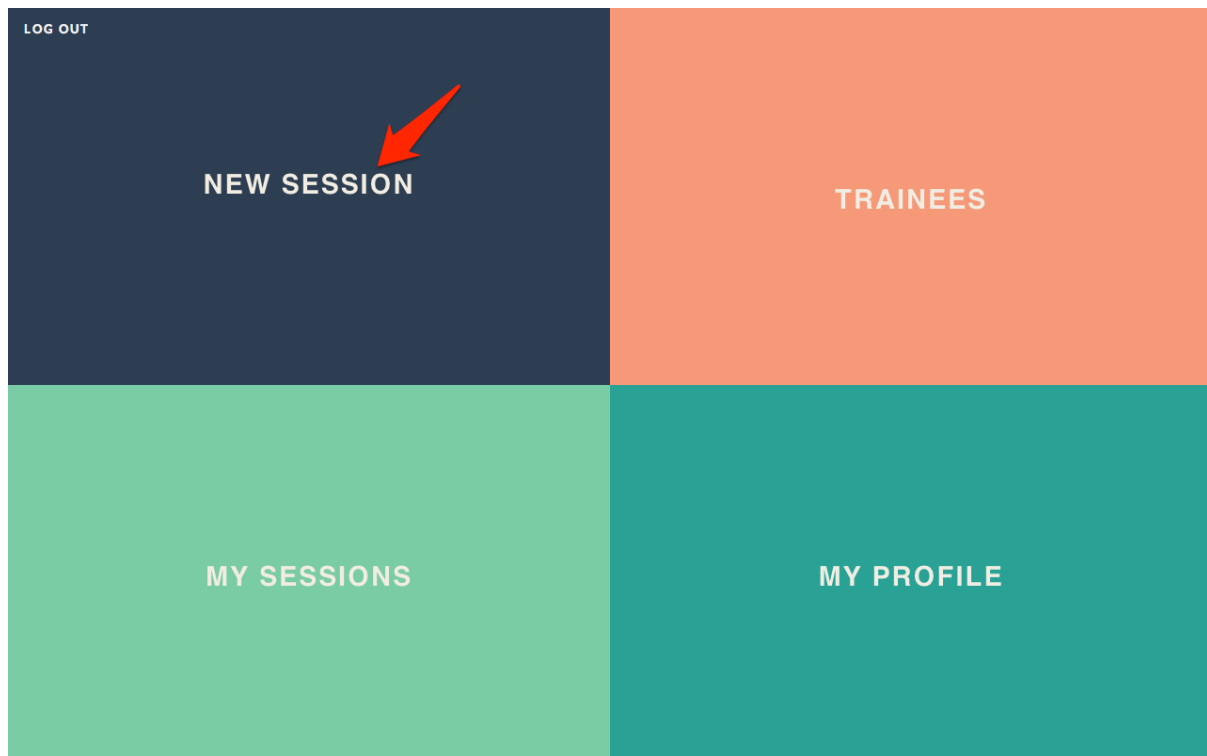 LOG OUT
NEW SESSION
TRAINEES
MY SESSIONS
MY PROFILE